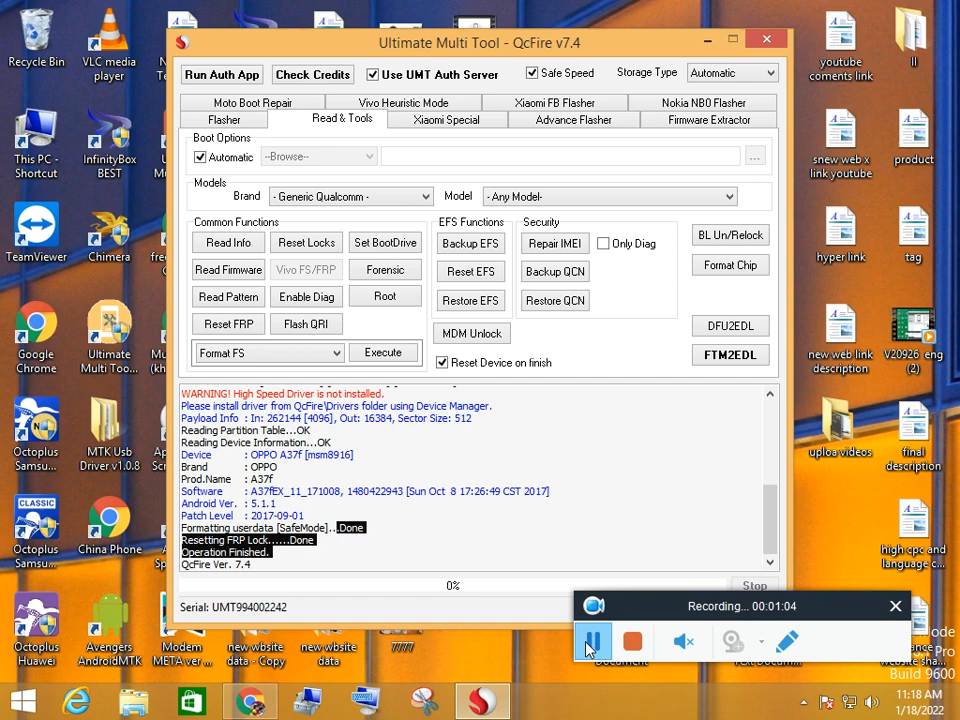 Recycle Bin
VLC media
player
youtube
coments link
ll
This PC -
Shortcut
InfinityBox
BEST
snew web x
link youtube
product
TeamViewer
Chimera
hyper link
tag
Google
Chrome
Ultimate
Multi Too...
new web link
description
V20926 eng
(2)
Octoplus
Samsu...
MTK Usb
Driver v1.0.8
uploa videos
final
description
CLASSIC
Octoplus
Samsu...
China Phone
high cpc and
language c...
Octoplus
Huawei
Avengers
AndroidMTK
Modem
META ver ...
new website
data - Copy
new website
data
7777
Ultimate Multi Tool - QcFire v7.4
Run Auth App
Check Credits
Use UMT Auth Server
Safe Speed
Storage Type
Automatic
Moto Boot Repair
Vivo Heuristic Mode
Xiaomi FB Flasher
Nokia NB0 Flasher
Flasher
Read & Tools
Xiaomi Special
Advance Flasher
Firmware Extractor
Boot Options
Automatic
--Browse--
...
Models
Brand
- Generic Qualcomm -
Model
- Any Model-
Common Functions
Read Info
Reset Locks
Set BootDrive
Read Firmware
Vivo FS/FRP
Forensic
Read Pattern
Enable Diag
Root
Reset FRP
Flash QRI
Format FS
Execute
EFS Functions
Backup EFS
Reset EFS
Restore EFS
MDM Unlock
Reset Device on finish
Security
Repair IMEI
Only Diag
Backup QCN
Restore QCN
BL Un/Relock
Format Chip
DFU2EDL
FTM2EDL
WARNING! High Speed Driver is not installed.
Please install driver from QcFire\Drivers folder using Device Manager.
Payload Info : In: 262144 [4096], Out: 16384, Sector Size: 512
Reading Partition Table...OK
Reading Device Information...OK
Device : OPPO A37f [msm8916]
Brand : OPPO
Prod.Name : A37f
Software : A37fEX_11_171008, 1480422943 [Sun Oct 8 17:26:49 CST 2017]
Android Ver. : 5.1.1
Patch Level : 2017-09-01
Formatting userdata [SafeMode]...Done
Resetting FRP Lock......Done
Operation Finished.
QcFire Ver. 7.4
0%
Stop
Serial: UMT994002242
Recording... 00:01:04
Build 9600
11:18 AM
1/18/2022